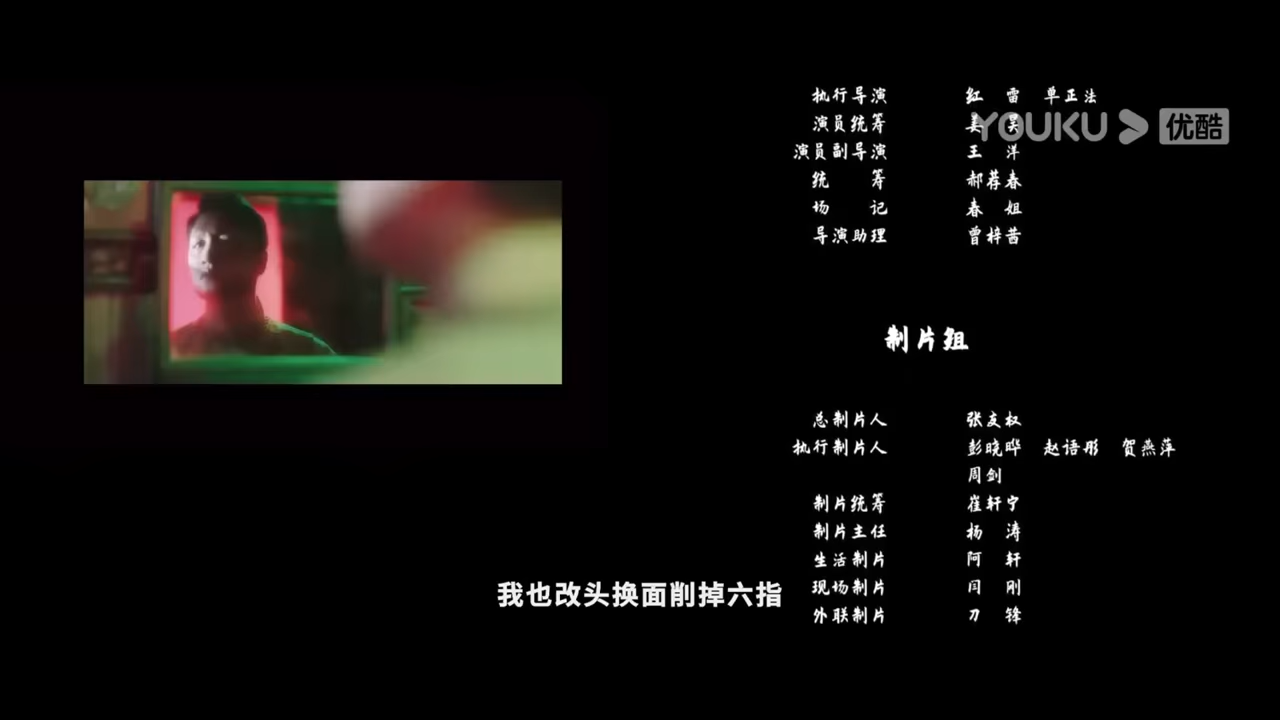 执行导演 红雷 单正法
YOUKU 优酷
演员统筹 姜昊
演员副导演 王洋
统筹 郝荐春
场记 春姐
导演助理 曾梓茜
制片组
总制片人 张友权
执行制片人 彭晓晔 赵语彤 贺燕萍
周剑
制片统筹 崔轩宁
制片主任 杨涛
生活制片 阿轩
我也改头换面削掉六指
现场制片 闫刚
外联制片 刀锋